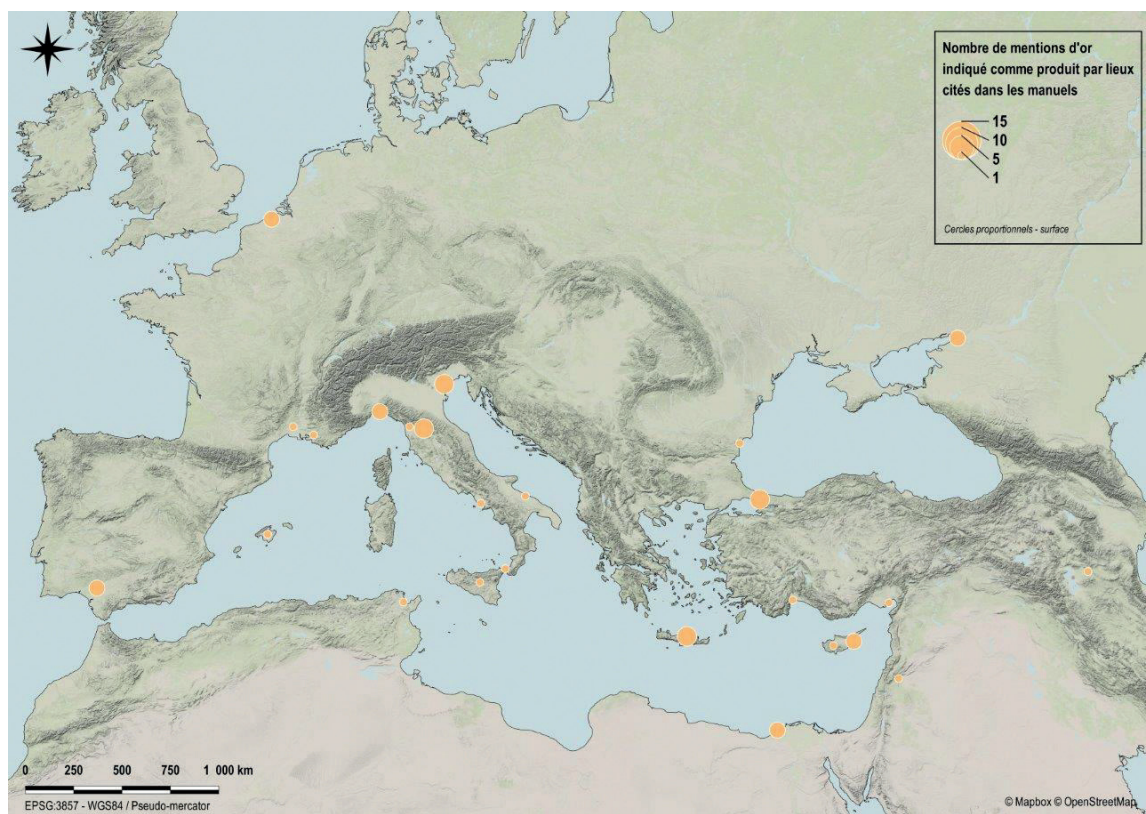 Nombre de mentions d'or
indiqué comme produit par lieux
cités dans les manuels
15
10
5
1
Cercles proportionnels - surface
0 250 500 750 1 000 km
EPSG:3857 - WGS84 / Pseudo-mercator
© Mapbox © OpenStreetMap